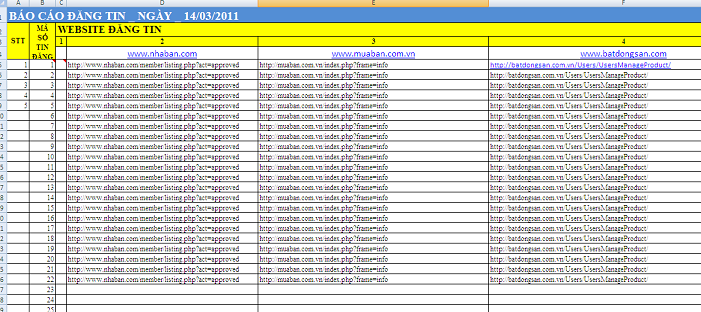 A B C D E F
BÁO CÁO ĐĂNG TIN _ NGÀY _ 14/03/2011
STT MÃ SỐ TIN ĐĂNG WEBSITE ĐĂNG TIN
1 2 3 4
www.nhaban.com www.muaban.com.vn www.batdongsan.com
1 1 http://www.nhaban.com/member/listing.php?act=approved http://muaban.com.vn/index.php?frame=info http://batdongsan.com.vn/Users/UsersManageProduct/
2 2 http://www.nhaban.com/member/listing.php?act=approved http://muaban.com.vn/index.php?frame=info http://batdongsan.com.vn/Users/UsersManageProduct/
3 3 http://www.nhaban.com/member/listing.php?act=approved http://muaban.com.vn/index.php?frame=info http://batdongsan.com.vn/Users/UsersManageProduct/
4 4 http://www.nhaban.com/member/listing.php?act=approved http://muaban.com.vn/index.php?frame=info http://batdongsan.com.vn/Users/UsersManageProduct/
5 5 http://www.nhaban.com/member/listing.php?act=approved http://muaban.com.vn/index.php?frame=info http://batdongsan.com.vn/Users/UsersManageProduct/
6 http://www.nhaban.com/member/listing.php?act=approved http://muaban.com.vn/index.php?frame=info http://batdongsan.com.vn/Users/UsersManageProduct/
7 http://www.nhaban.com/member/listing.php?act=approved http://muaban.com.vn/index.php?frame=info http://batdongsan.com.vn/Users/UsersManageProduct/
8 http://www.nhaban.com/member/listing.php?act=approved http://muaban.com.vn/index.php?frame=info http://batdongsan.com.vn/Users/UsersManageProduct/
9 http://www.nhaban.com/member/listing.php?act=approved http://muaban.com.vn/index.php?frame=info http://batdongsan.com.vn/Users/UsersManageProduct/
10 http://www.nhaban.com/member/listing.php?act=approved http://muaban.com.vn/index.php?frame=info http://batdongsan.com.vn/Users/UsersManageProduct/
11 http://www.nhaban.com/member/listing.php?act=approved http://muaban.com.vn/index.php?frame=info http://batdongsan.com.vn/Users/UsersManageProduct/
12 http://www.nhaban.com/member/listing.php?act=approved http://muaban.com.vn/index.php?frame=info http://batdongsan.com.vn/Users/UsersManageProduct/
13 http://www.nhaban.com/member/listing.php?act=approved http://muaban.com.vn/index.php?frame=info http://batdongsan.com.vn/Users/UsersManageProduct/
14 http://www.nhaban.com/member/listing.php?act=approved http://muaban.com.vn/index.php?frame=info http://batdongsan.com.vn/Users/UsersManageProduct/
15 http://www.nhaban.com/member/listing.php?act=approved http://muaban.com.vn/index.php?frame=info http://batdongsan.com.vn/Users/UsersManageProduct/
16 http://www.nhaban.com/member/listing.php?act=approved http://muaban.com.vn/index.php?frame=info http://batdongsan.com.vn/Users/UsersManageProduct/
17 http://www.nhaban.com/member/listing.php?act=approved http://muaban.com.vn/index.php?frame=info http://batdongsan.com.vn/Users/UsersManageProduct/
18 http://www.nhaban.com/member/listing.php?act=approved http://muaban.com.vn/index.php?frame=info http://batdongsan.com.vn/Users/UsersManageProduct/
19 http://www.nhaban.com/member/listing.php?act=approved http://muaban.com.vn/index.php?frame=info http://batdongsan.com.vn/Users/UsersManageProduct/
20 http://www.nhaban.com/member/listing.php?act=approved http://muaban.com.vn/index.php?frame=info http://batdongsan.com.vn/Users/UsersManageProduct/
21 http://www.nhaban.com/member/listing.php?act=approved http://muaban.com.vn/index.php?frame=info http://batdongsan.com.vn/Users/UsersManageProduct/
22 http://www.nhaban.com/member/listing.php?act=approved http://muaban.com.vn/index.php?frame=info http://batdongsan.com.vn/Users/UsersManageProduct/
23
24
25